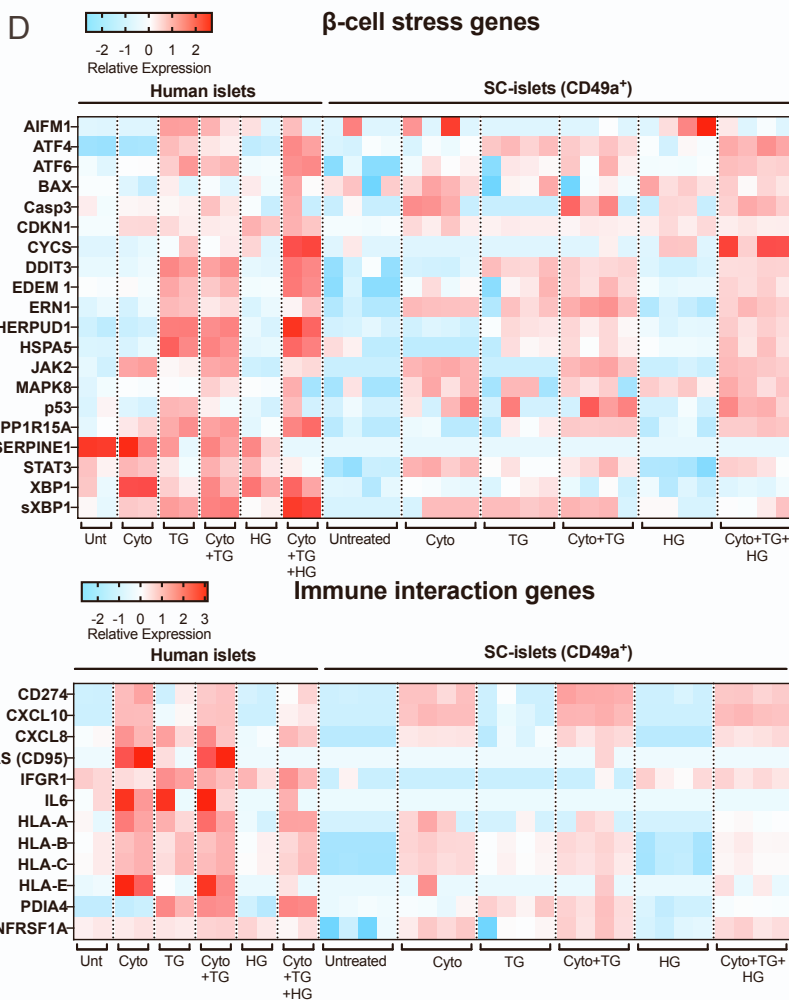 D
β-cell stress genes
-2 -1 0 1 2
Relative Expression
Human islets
SC-islets (CD49a+)
AIFM1
ATF4
ATF6
BAX
Casp3
CDKN1
CYCS
DDIT3
EDEM 1
ERN1
HERPUD1
HSPA5
JAK2
MAPK8
p53
PP1R15A
SERPINE1
STAT3
XBP1
sXBP1
Unt Cyto TG Cyto +TG HG Cyto +TG +HG Untreated Cyto TG Cyto+TG HG Cyto+TG+ HG
Immune interaction genes
-2 -1 0 1 2 3
Relative Expression
Human islets
SC-islets (CD49a+)
CD274
CXCL10
CXCL8
AS (CD95)
IFGR1
IL6
HLA-A
HLA-B
HLA-C
HLA-E
PDIA4
NFRSF1A
Unt Cyto TG Cyto +TG HG Cyto +TG +HG Untreated Cyto TG Cyto+TG HG Cyto+TG+ HG